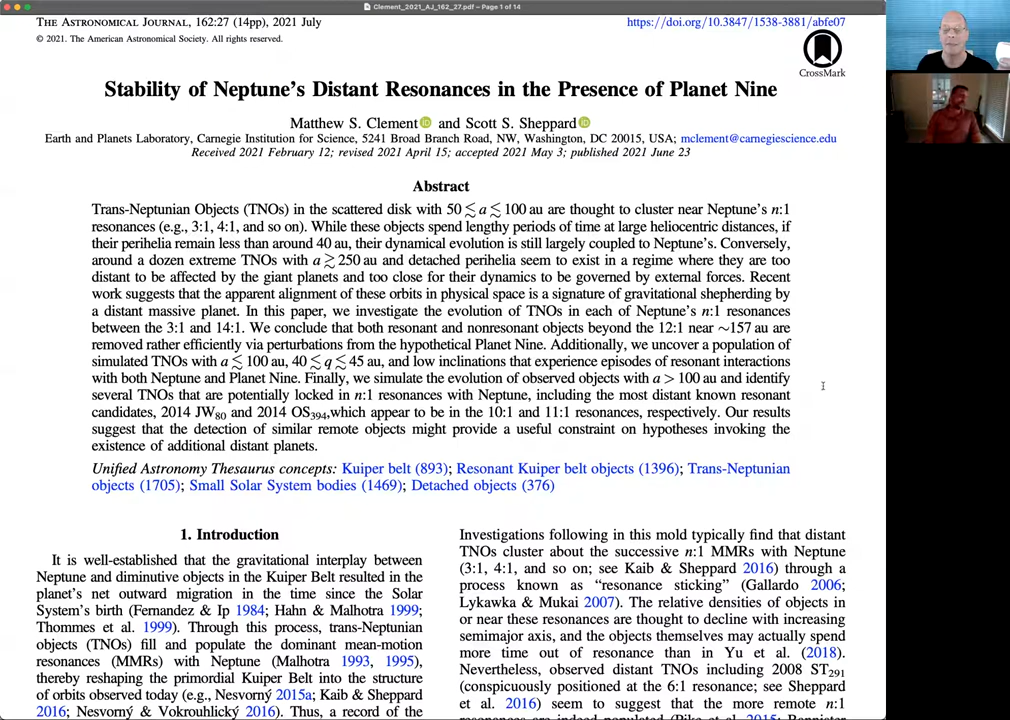 Clement_2021_AJ_162_27.pdf – Page 1 of 14
The Astronomical Journal, 162:27 (14pp), 2021 July
https://doi.org/10.3847/1538-3881/abfe07
© 2021. The American Astronomical Society. All rights reserved.
CrossMark
Stability of Neptune's Distant Resonances in the Presence of Planet Nine
Matthew S. Clement iD and Scott S. Sheppard iD
Earth and Planets Laboratory, Carnegie Institution for Science, 5241 Broad Branch Road, NW, Washington, DC 20015, USA; mclement@carnegiescience.edu
Received 2021 February 12; revised 2021 April 15; accepted 2021 May 3; published 2021 June 23
Abstract
Trans-Neptunian Objects (TNOs) in the scattered disk with 50 ≲ a ≲ 100 au are thought to cluster near Neptune's n:1
resonances (e.g., 3:1, 4:1, and so on). While these objects spend lengthy periods of time at large heliocentric distances, if
their perihelia remain less than around 40 au, their dynamical evolution is still largely coupled to Neptune's. Conversely,
around a dozen extreme TNOs with a ≳ 250 au and detached perihelia seem to exist in a regime where they are too
distant to be affected by the giant planets and too close for their dynamics to be governed by external forces. Recent
work suggests that the apparent alignment of these orbits in physical space is a signature of gravitational shepherding by
a distant massive planet. In this paper, we investigate the evolution of TNOs in each of Neptune's n:1 resonances
between the 3:1 and 14:1. We conclude that both resonant and nonresonant objects beyond the 12:1 near ∼157 au are
removed rather efficiently via perturbations from the hypothetical Planet Nine. Additionally, we uncover a population of
simulated TNOs with a ≲ 100 au, 40 ≲ q ≲ 45 au, and low inclinations that experience episodes of resonant interactions
with both Neptune and Planet Nine. Finally, we simulate the evolution of observed objects with a > 100 au and identify
several TNOs that are potentially locked in n:1 resonances with Neptune, including the most distant known resonant
candidates, 2014 JW80 and 2014 OS394,which appear to be in the 10:1 and 11:1 resonances, respectively. Our results
suggest that the detection of similar remote objects might provide a useful constraint on hypotheses invoking the
existence of additional distant planets.
Unified Astronomy Thesaurus concepts: Kuiper belt (893); Resonant Kuiper belt objects (1396); Trans-Neptunian
objects (1705); Small Solar System bodies (1469); Detached objects (376)
1. Introduction
It is well-established that the gravitational interplay between
Neptune and diminutive objects in the Kuiper Belt resulted in the
planet's net outward migration in the time since the Solar
System's birth (Fernandez & Ip 1984; Hahn & Malhotra 1999;
Thommes et al. 1999). Through this process, trans-Neptunian
objects (TNOs) fill and populate the dominant mean-motion
resonances (MMRs) with Neptune (Malhotra 1993, 1995),
thereby reshaping the primordial Kuiper Belt into the structure
of orbits observed today (e.g., Nesvorný 2015a; Kaib & Sheppard
2016; Nesvorný & Vokrouhlický 2016). Thus, a record of the
Investigations following in this mold typically find that distant
TNOs cluster about the successive n:1 MMRs with Neptune
(3:1, 4:1, and so on; see Kaib & Sheppard 2016) through a
process known as “resonance sticking” (Gallardo 2006;
Lykawka & Mukai 2007). The relative densities of objects in
or near these resonances are thought to decline with increasing
semimajor axis, and the objects themselves may actually spend
more time out of resonance than in Yu et al. (2018).
Nevertheless, observed distant TNOs including 2008 ST291
(conspicuously positioned at the 6:1 resonance; see Sheppard
et al. 2016) seem to suggest that the more remote n:1